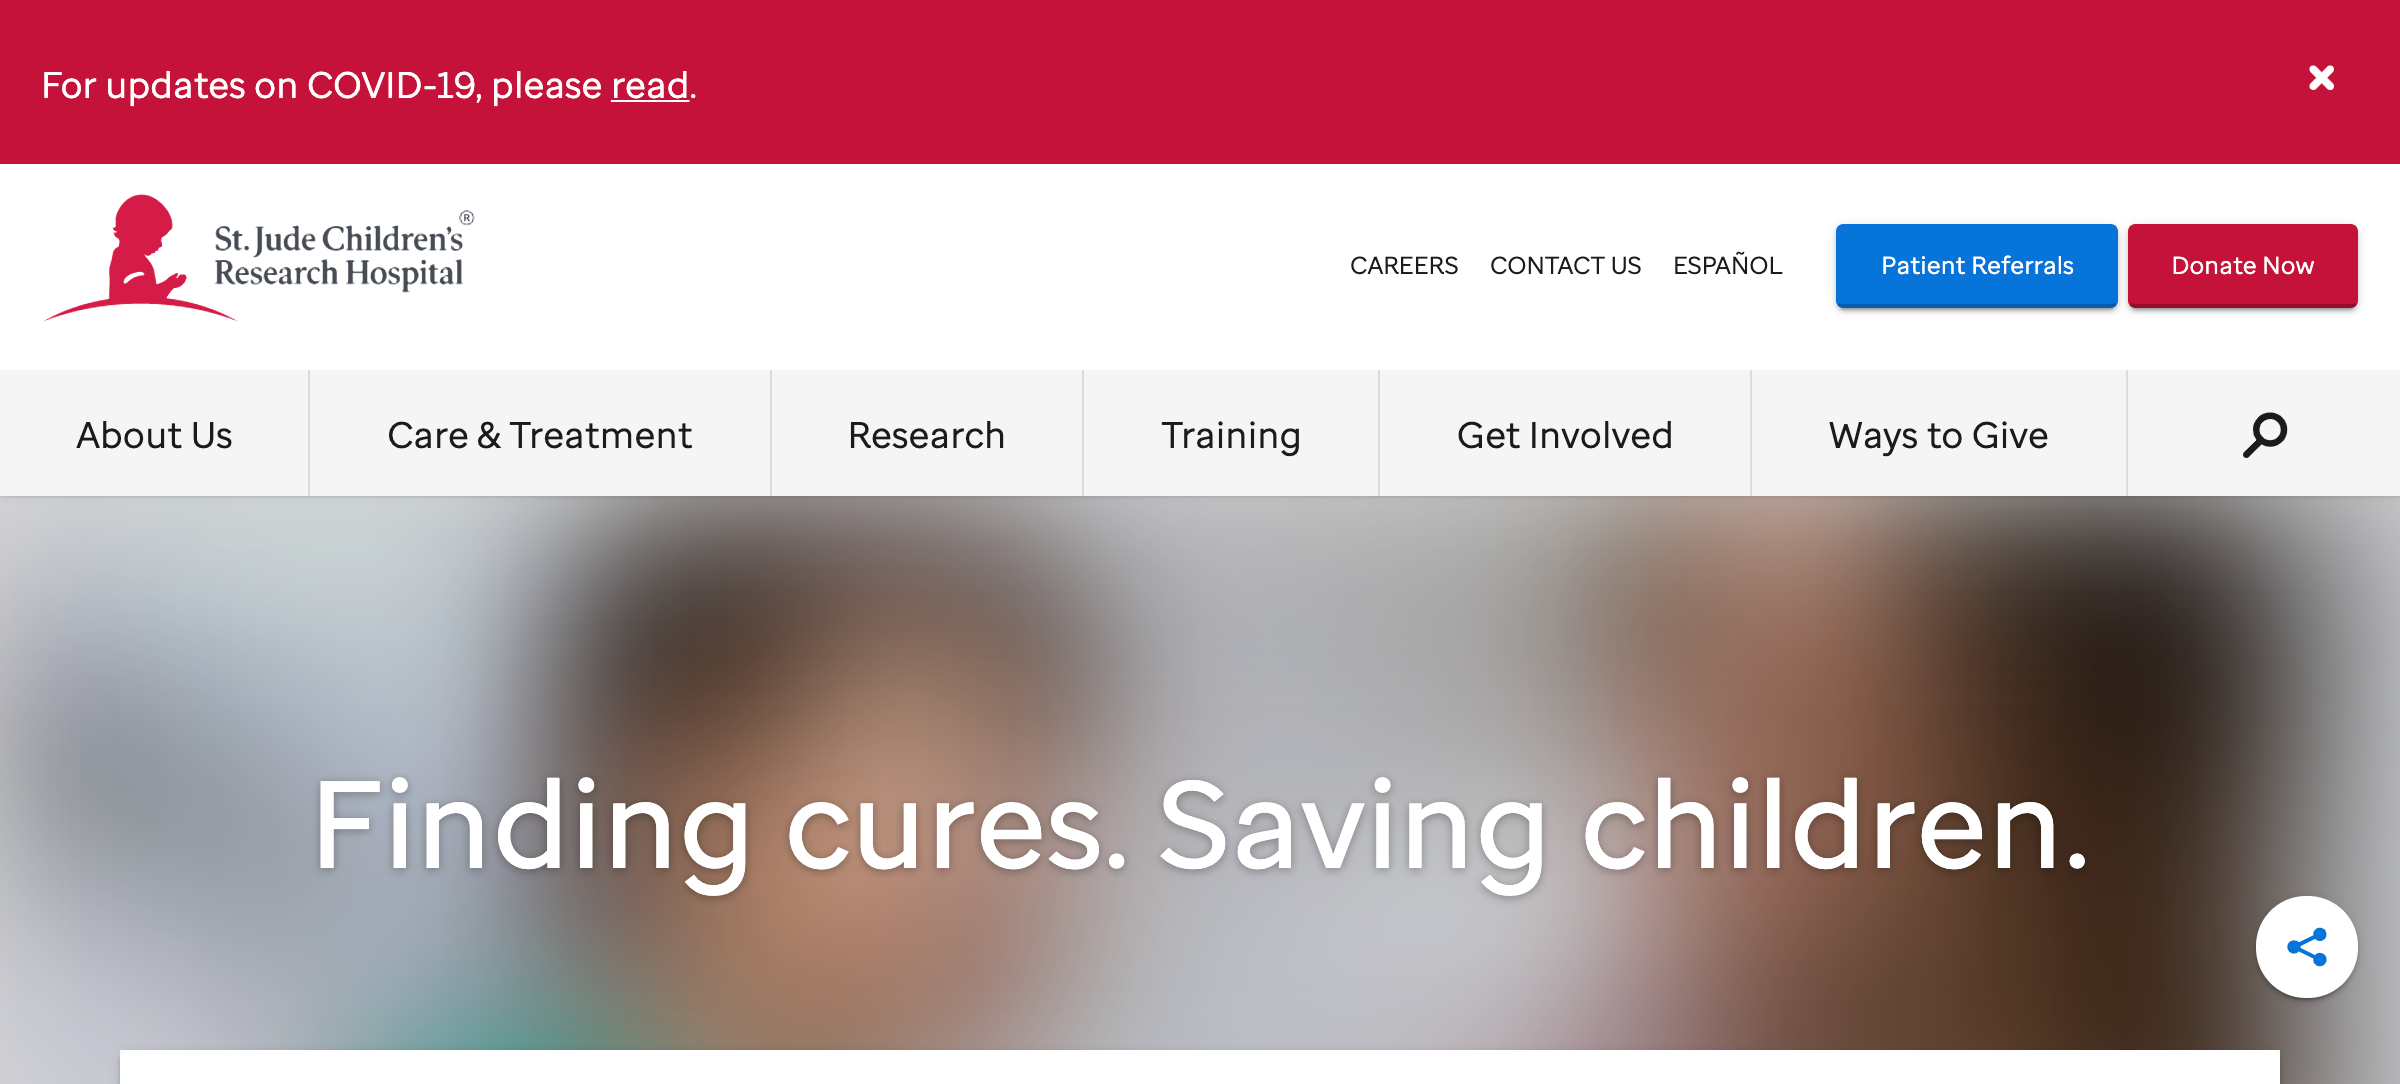 For updates on COVID-19, please read.
St. Jude Children's®
Research Hospital
CAREERS CONTACT US ESPAÑOL Patient Referrals Donate Now
About Us Care & Treatment Research Training Get Involved Ways to Give
Finding cures. Saving children.